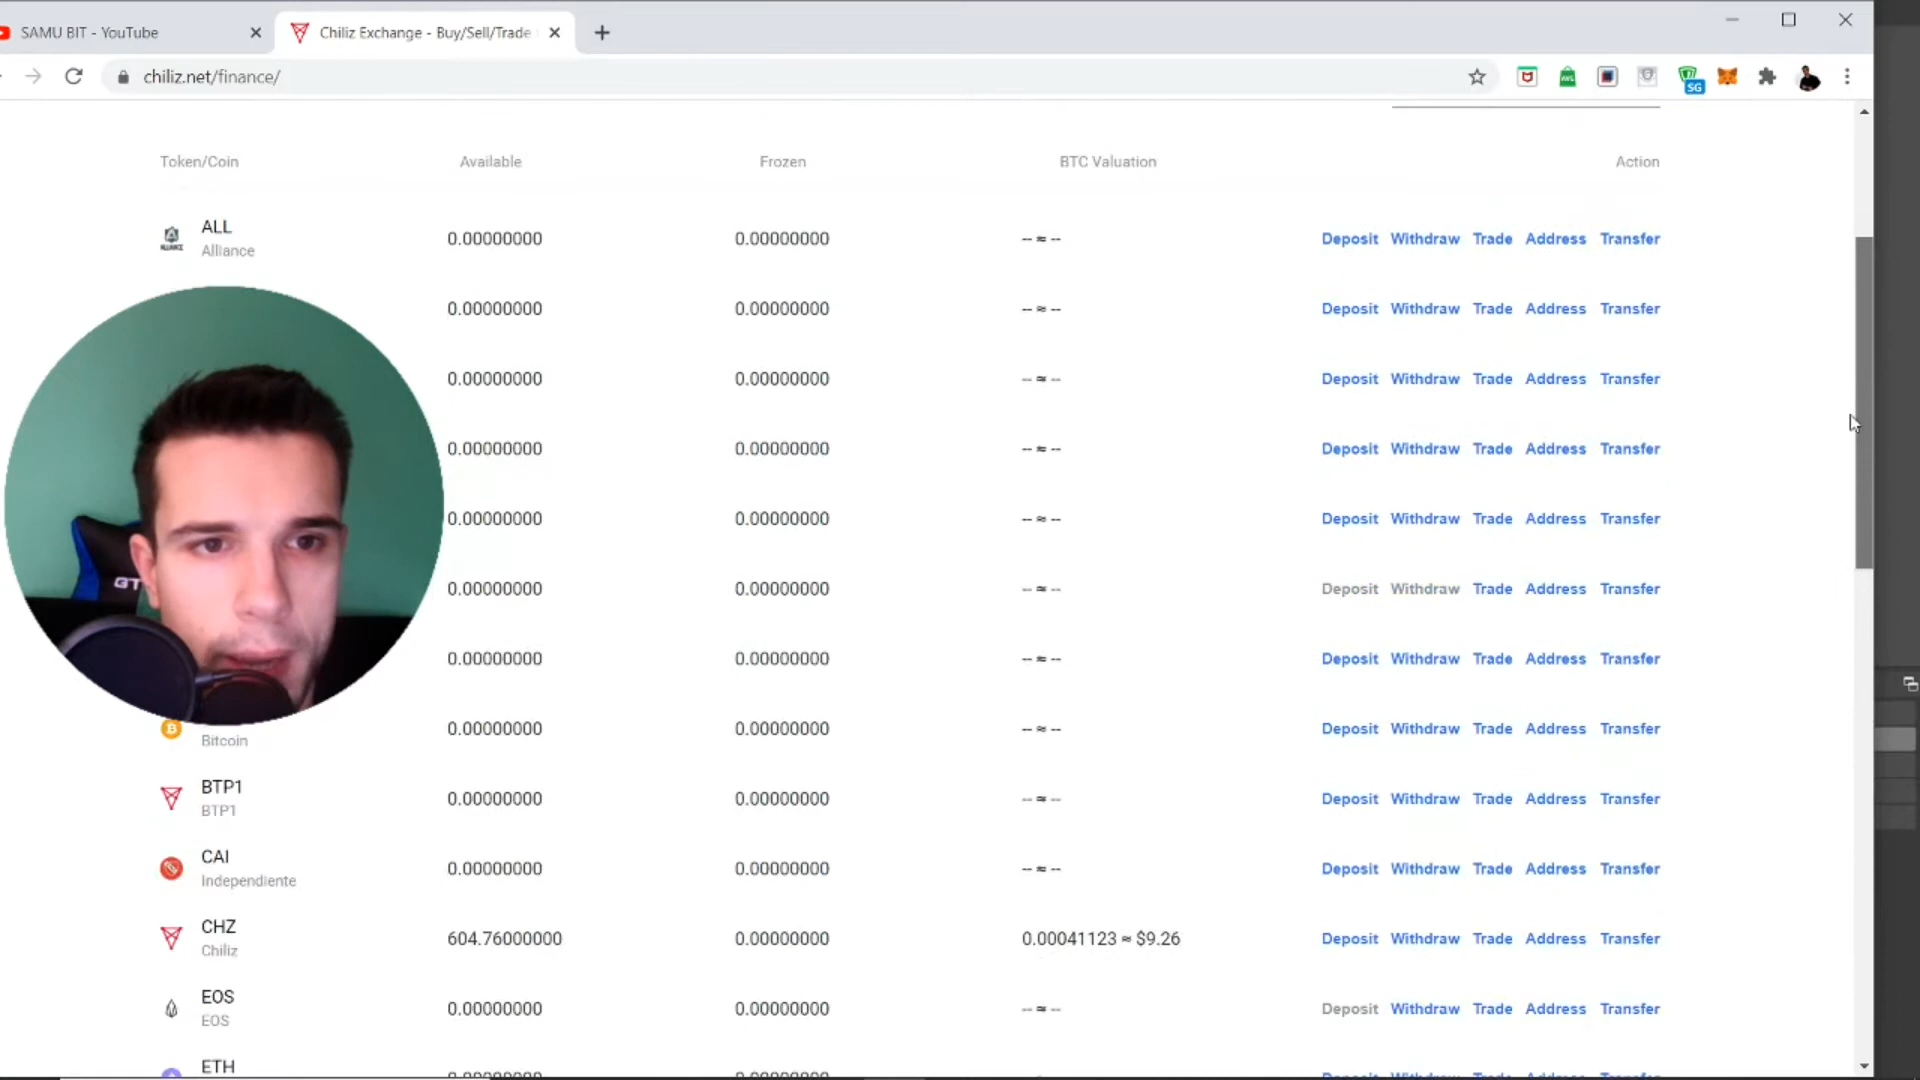 SAMU BIT - YouTube
Chiliz Exchange - Buy/Sell/Trade
chiliz.net/finance/
SG
Token/Coin Available Frozen BTC Valuation Action
ALL
Alliance
ALLIANCE
0.00000000 0.00000000 -- ≈ -- Deposit Withdraw Trade Address Transfer
0.00000000 0.00000000 -- ≈ -- Deposit Withdraw Trade Address Transfer
0.00000000 0.00000000 -- ≈ -- Deposit Withdraw Trade Address Transfer
0.00000000 0.00000000 -- ≈ -- Deposit Withdraw Trade Address Transfer
0.00000000 0.00000000 -- ≈ -- Deposit Withdraw Trade Address Transfer
GT
0.00000000 0.00000000 -- ≈ -- Deposit Withdraw Trade Address Transfer
0.00000000 0.00000000 -- ≈ -- Deposit Withdraw Trade Address Transfer
0.00000000 0.00000000 -- ≈ -- Deposit Withdraw Trade Address Transfer
Bitcoin
BTP1
BTP1
0.00000000 0.00000000 -- ≈ -- Deposit Withdraw Trade Address Transfer
CAI
Independiente
0.00000000 0.00000000 -- ≈ -- Deposit Withdraw Trade Address Transfer
CHZ
Chiliz
604.76000000 0.00000000 0.00041123 ≈ $9.26 Deposit Withdraw Trade Address Transfer
EOS
EOS
0.00000000 0.00000000 -- ≈ -- Deposit Withdraw Trade Address Transfer
ETH